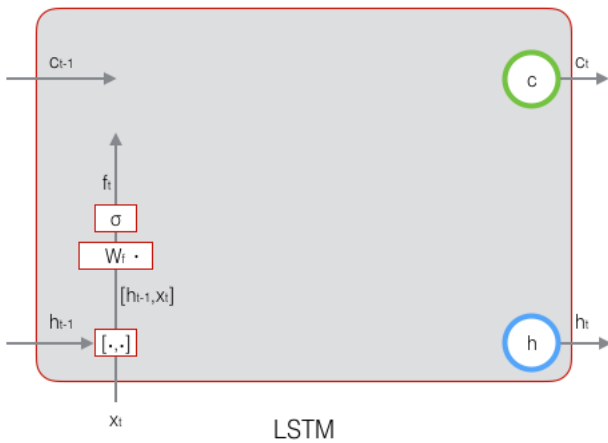 ct-1
ct
c
ft
σ
Wf ·
[ht-1,xt]
ht-1
[·,·]
h
ht
xt
LSTM